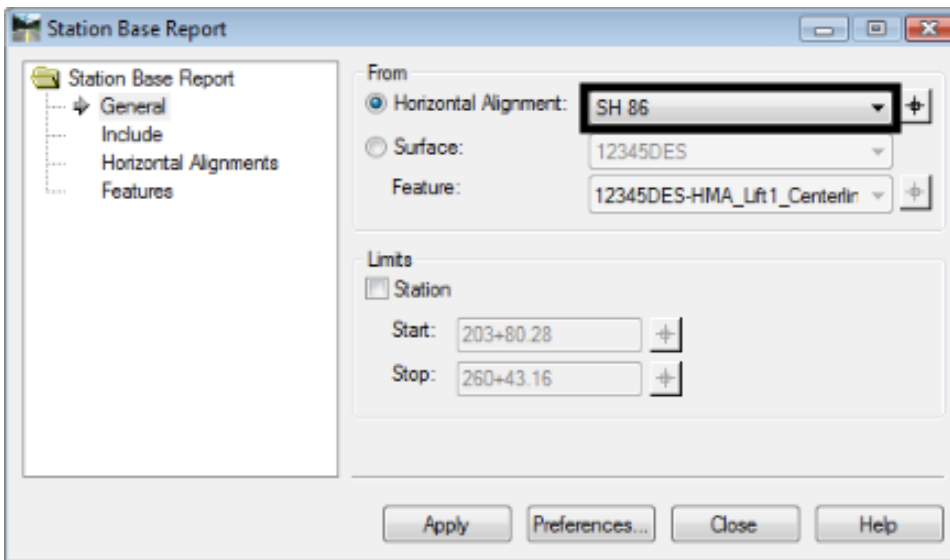 Station Base Report
Station Base Report
General
Include
Horizontal Alignments
Features
From
Horizontal Alignment: SH 86
Surface: 12345DES
Feature: 12345DES-HMA_Lift1_Centerlin
Limits
Station
Start: 203+80.28
Stop: 260+43.16
Apply Preferences... Close Help